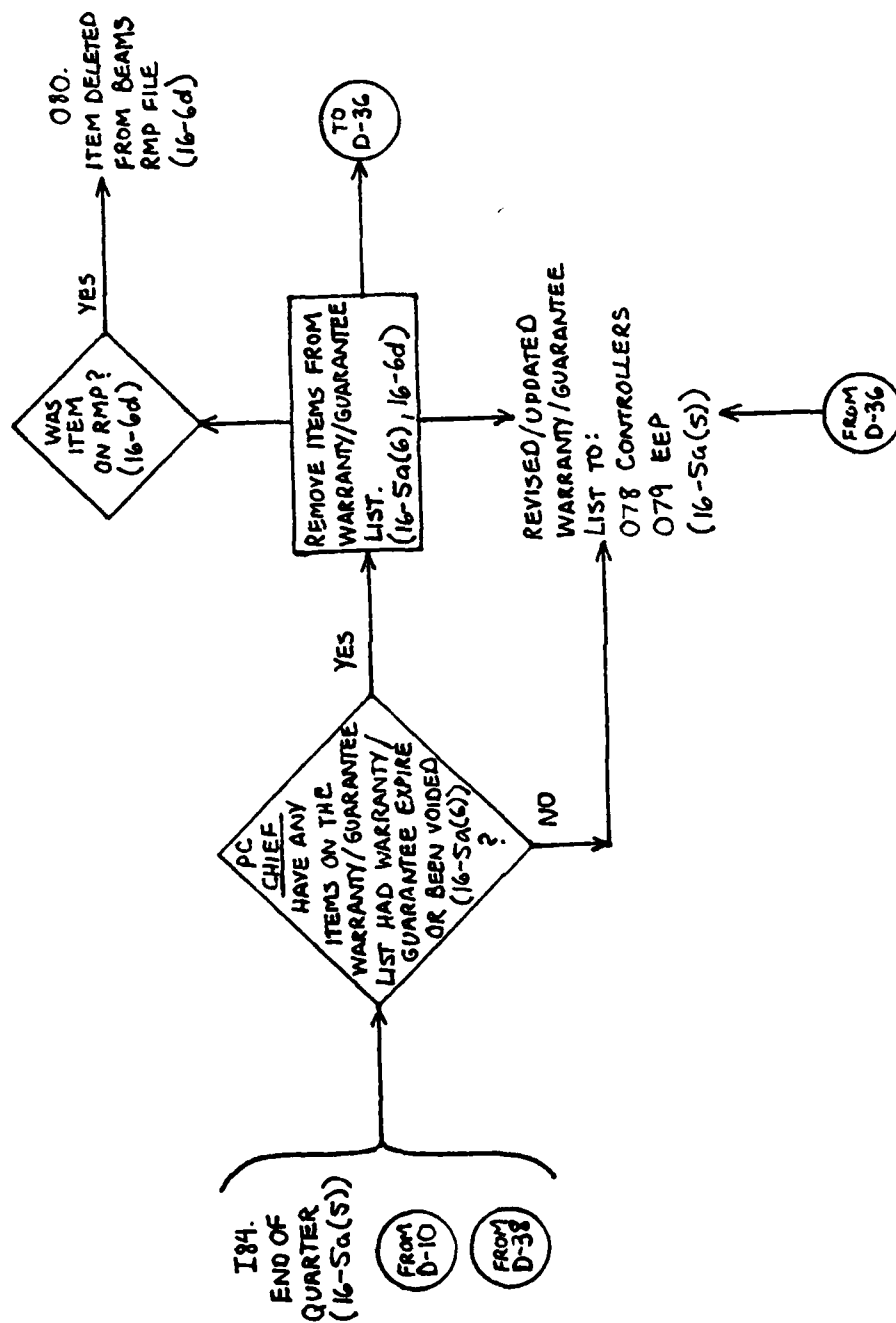 I84.
END OF
QUARTER
(16-5a(5))
FROM
D-10
FROM
D-38
PC
CHIEF
HAVE ANY
ITEMS ON THE
WARRANTY/GUARANTEE
LIST HAD WARRANTY/
GUARANTEE EXPIRE
OR BEEN VOIDED
(16-5a(6))
?
YES
NO
REMOVE ITEMS FROM
WARRANTY/GUARANTEE
LIST.
(16-5a(6), 16-6d)
WAS
ITEM
ON RMP?
(16-6d)
YES
080.
ITEM DELETED
FROM BEAMS
RMP FILE
(16-6d)
TO
D-36
REVISED/UPDATED
WARRANTY/GUARANTEE
LIST TO:
078 CONTROLLERS
079 EEP
(16-5a(5))
FROM
D-36